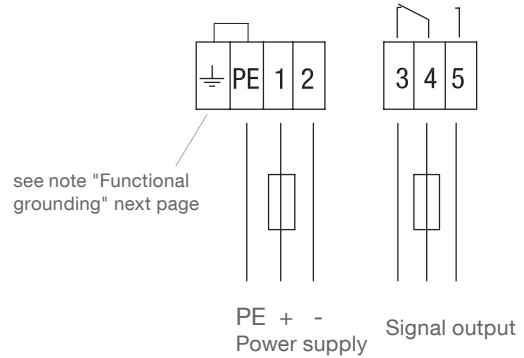 PE 1 2 3 4 5
see note "Functional
grounding" next page
PE + -
Power supply
Signal output